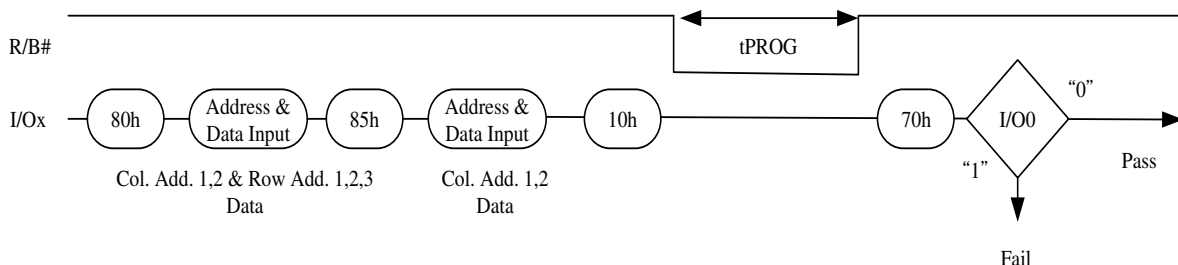 R/B#
tPROG
I/Ox
80h
Address &
Data Input
85h
Address &
Data Input
10h
70h
I/O0
“0”
“1”
Pass
Fail
Col. Add. 1,2 & Row Add. 1,2,3
Data
Col. Add. 1,2
Data